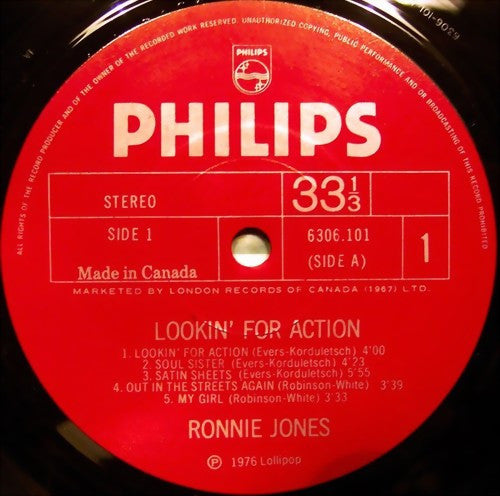 ALL RIGHTS OF THE RECORD PRODUCER AND OF THE OWNER OF THE RECORDED WORK RESERVED. UNAUTHORIZED COPYING, PUBLIC PERFORMANCE AND/OR BROADCASTING OF THIS RECORD PROHIBITED
6306-101
PHILIPS
PHILIPS
STEREO
33 1/3
SIDE 1
6306.101
(SIDE A)
1
Made in Canada
MARKETED BY LONDON RECORDS OF CANADA (1967) LTD.
LOOKIN' FOR ACTION
1. LOOKIN' FOR ACTION (Evers-Korduletsch) 4'00
2. SOUL SISTER (Evers-Korduletsch) 4'23
3. SATIN SHEETS (Evers-Korduletsch) 5'55
4. OUT IN THE STREETS AGAIN (Robinson-White) 3'39
5. MY GIRL (Robinson-White) 3'33
RONNIE JONES
Ⓟ 1976 Lollipop